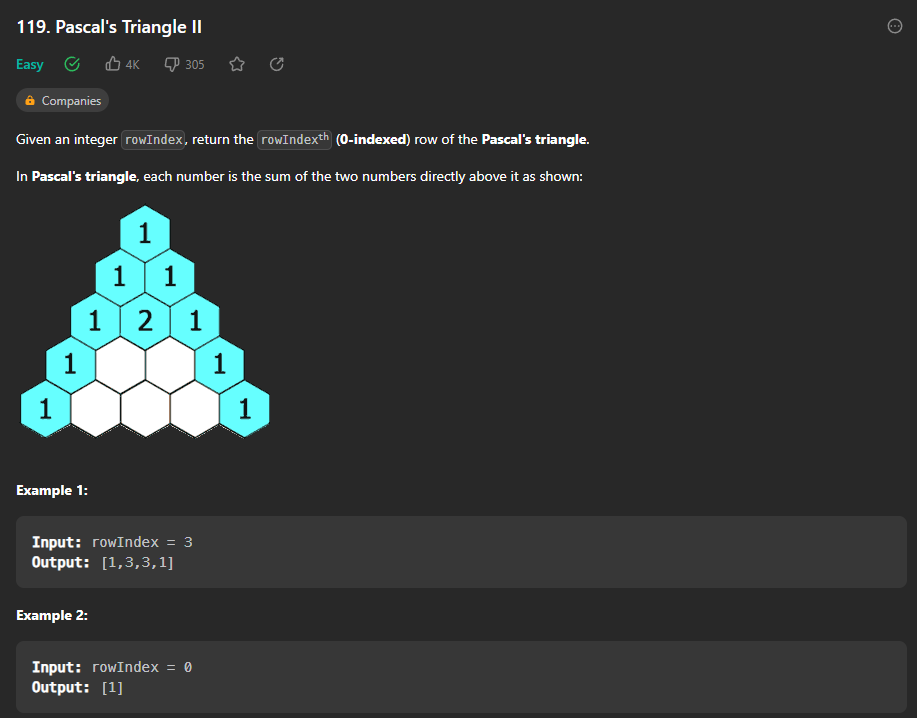 119. Pascal's Triangle II
Easy 4K 305
Companies
Given an integer rowIndex, return the rowIndexth (0-indexed) row of the Pascal's triangle.
In Pascal's triangle, each number is the sum of the two numbers directly above it as shown:
1
1 1
1 2 1
1 1
1 1
Example 1:
Input: rowIndex = 3
Output: [1,3,3,1]
Example 2:
Input: rowIndex = 0
Output: [1]